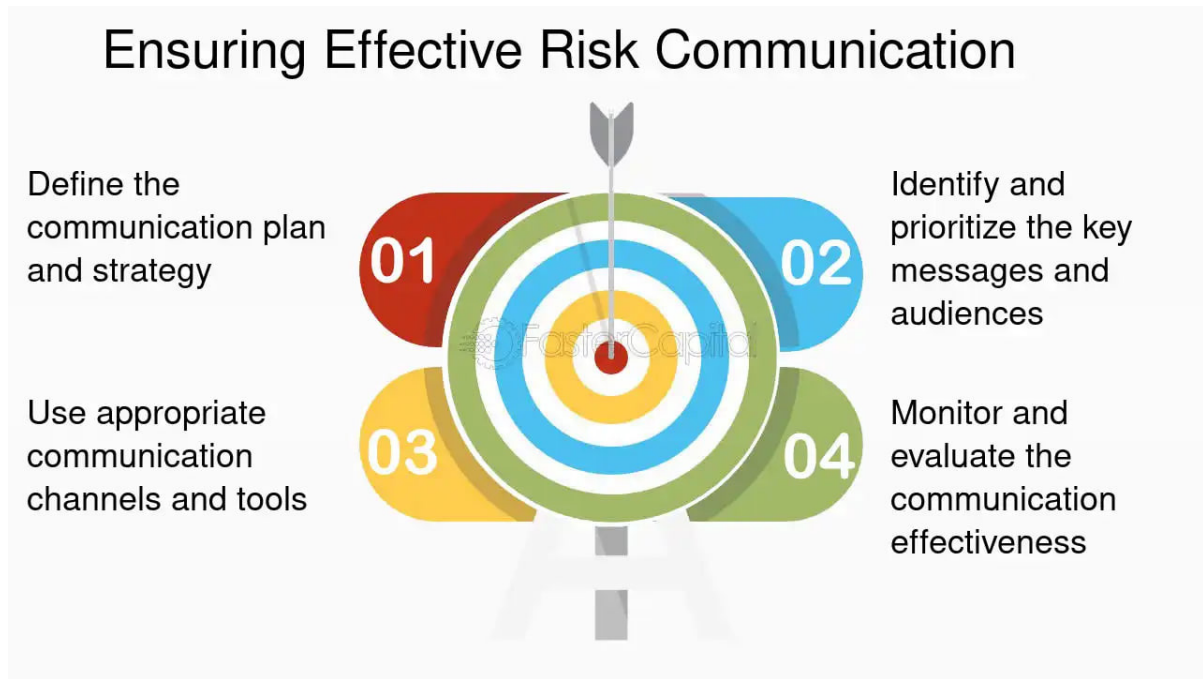 Ensuring Effective Risk Communication
Define the
communication plan
and strategy
01
02
Identify and
prioritize the key
messages and
audiences
FasterCapital
Use appropriate
communication
channels and tools
03
04
Monitor and
evaluate the
communication
effectiveness